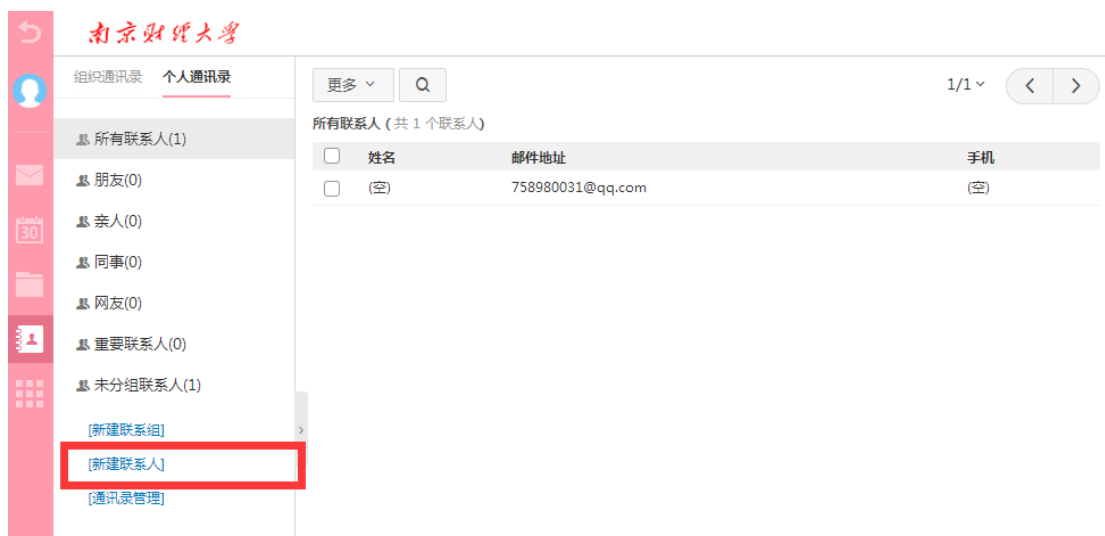 南京财经大学
组织通讯录 个人通讯录
更多
1/1
所有联系人 ( 共 1 个联系人)
姓名 邮件地址 手机
(空) 758980031@qq.com (空)
所有联系人(1)
朋友(0)
亲人(0)
30
同事(0)
网友(0)
重要联系人(0)
未分组联系人(1)
[新建联系组]
[新建联系人]
[通讯录管理]